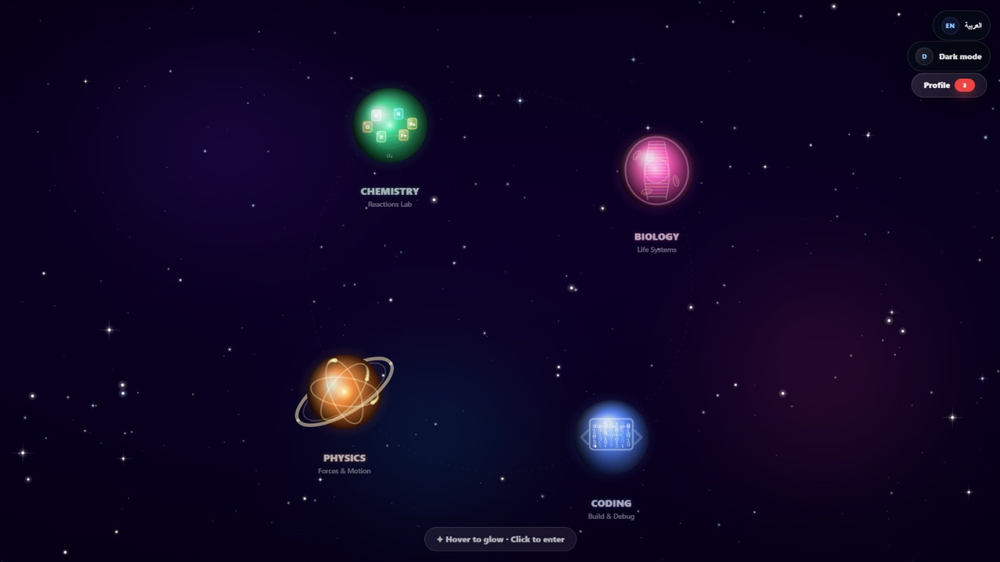 EN العربية
D Dark mode
Profile 3
CHEMISTRY
Reactions Lab
BIOLOGY
Life Systems
PHYSICS
Forces & Motion
CODING
Build & Debug
✦ Hover to glow · Click to enter